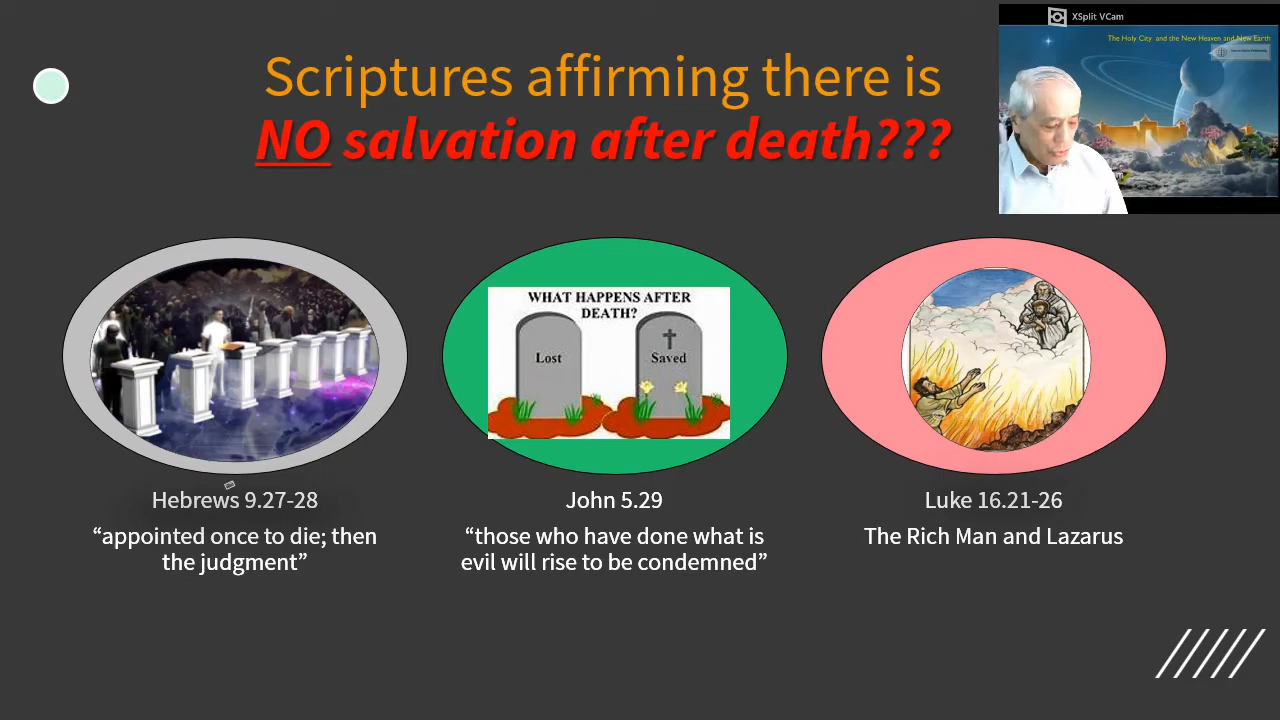 XSplit VCam
The Holy City and the New Heaven and New Earth
Scriptures affirming there is
NO salvation after death???
WHAT HAPPENS AFTER
DEATH?
Lost
Saved
Hebrews 9.27-28
“appointed once to die; then
the judgment”
John 5.29
“those who have done what is
evil will rise to be condemned”
Luke 16.21-26
The Rich Man and Lazarus